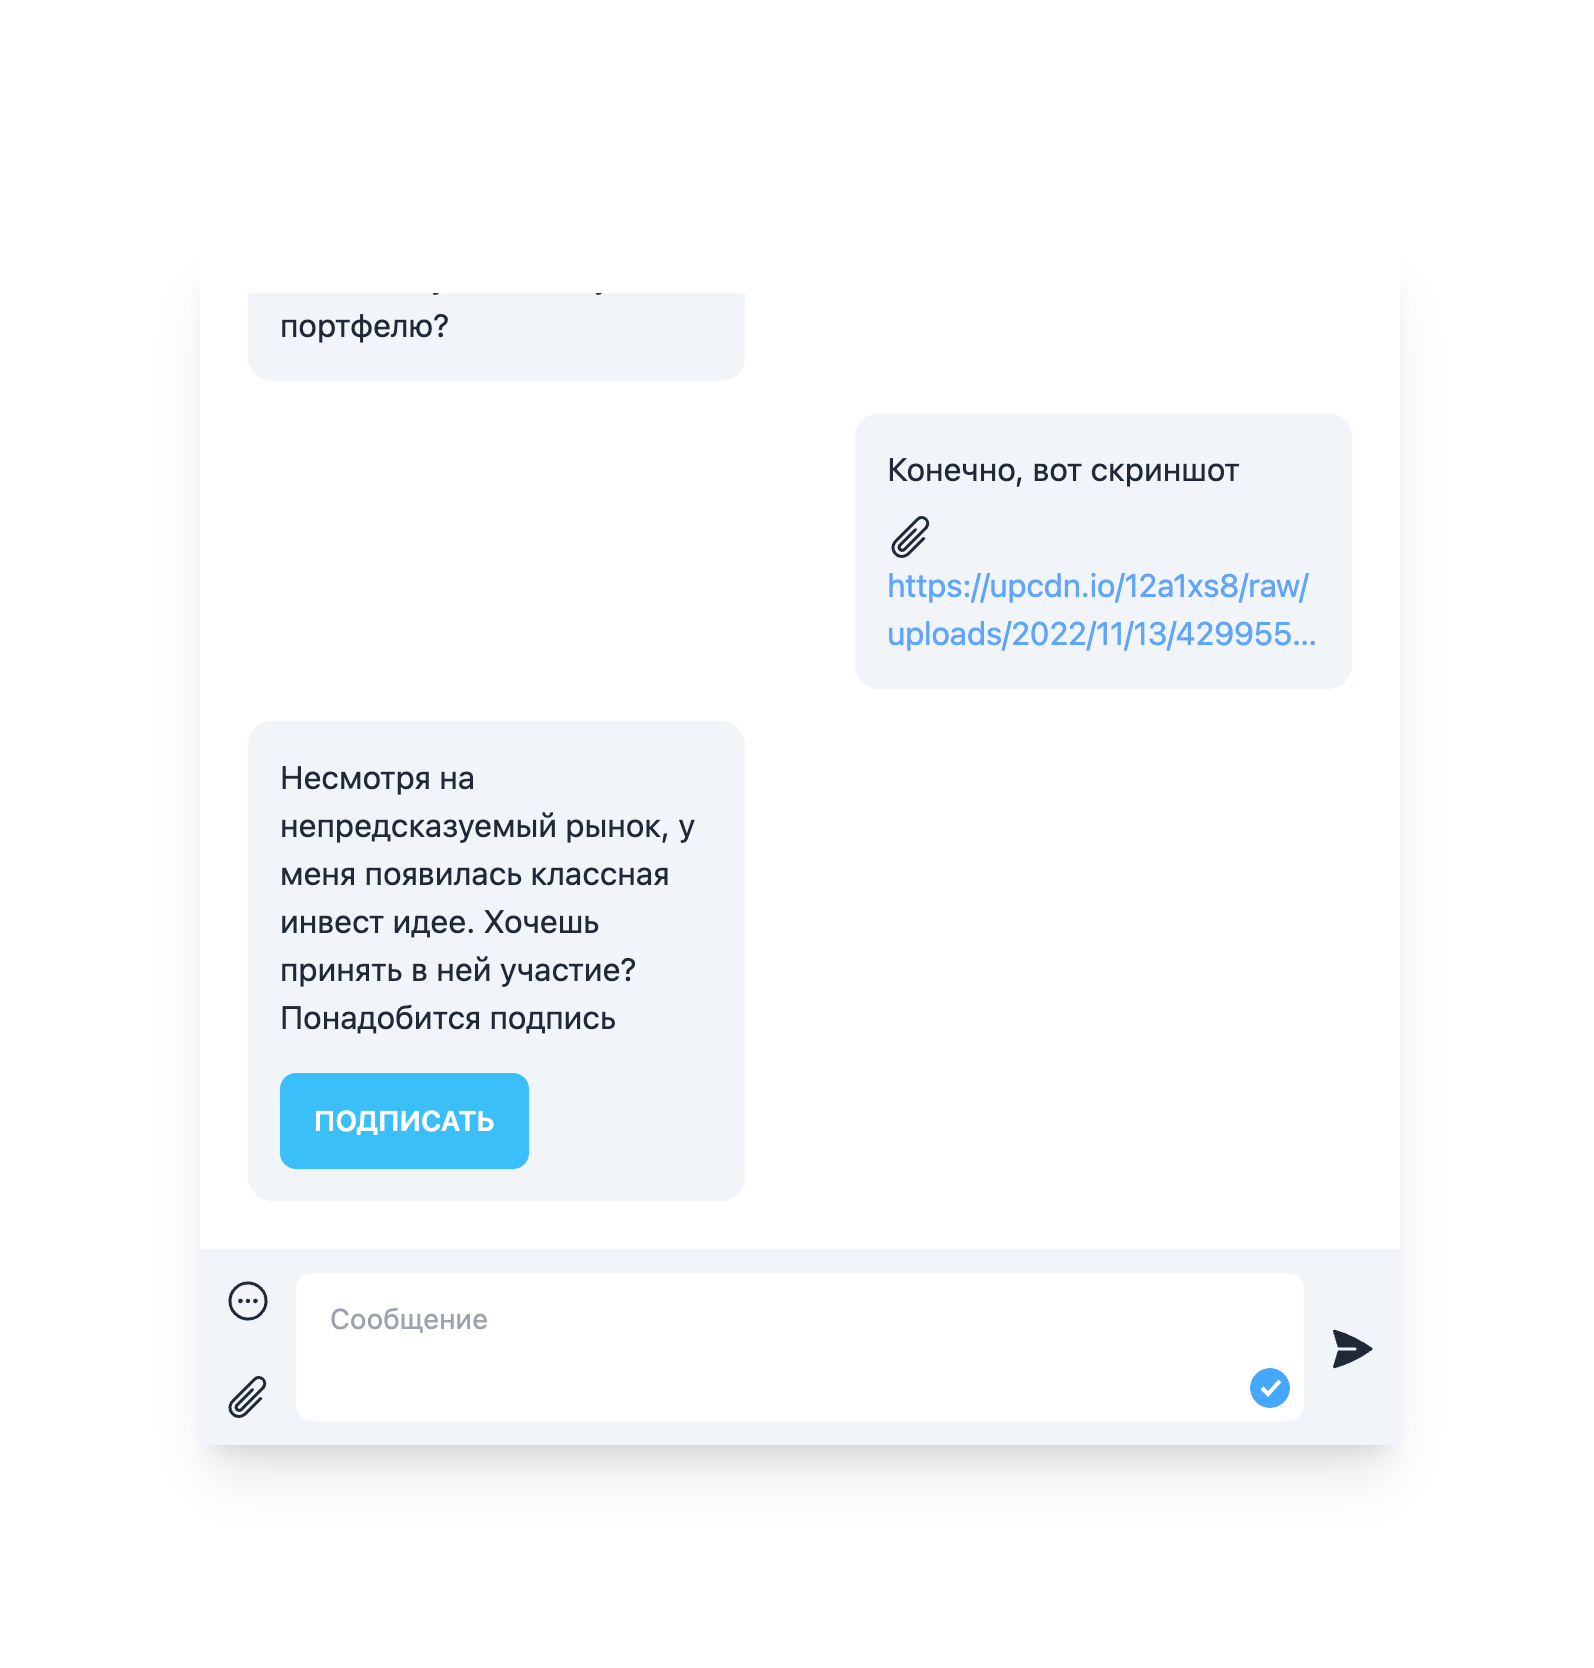 портфелю?
Конечно, вот скриншот
https://upcdn.io/12a1xs8/raw/
uploads/2022/11/13/429955...
Несмотря на
непредсказуемый рынок, у
меня появилась классная
инвест идее. Хочешь
принять в ней участие?
Понадобится подпись
ПОДПИСАТЬ
Сообщение